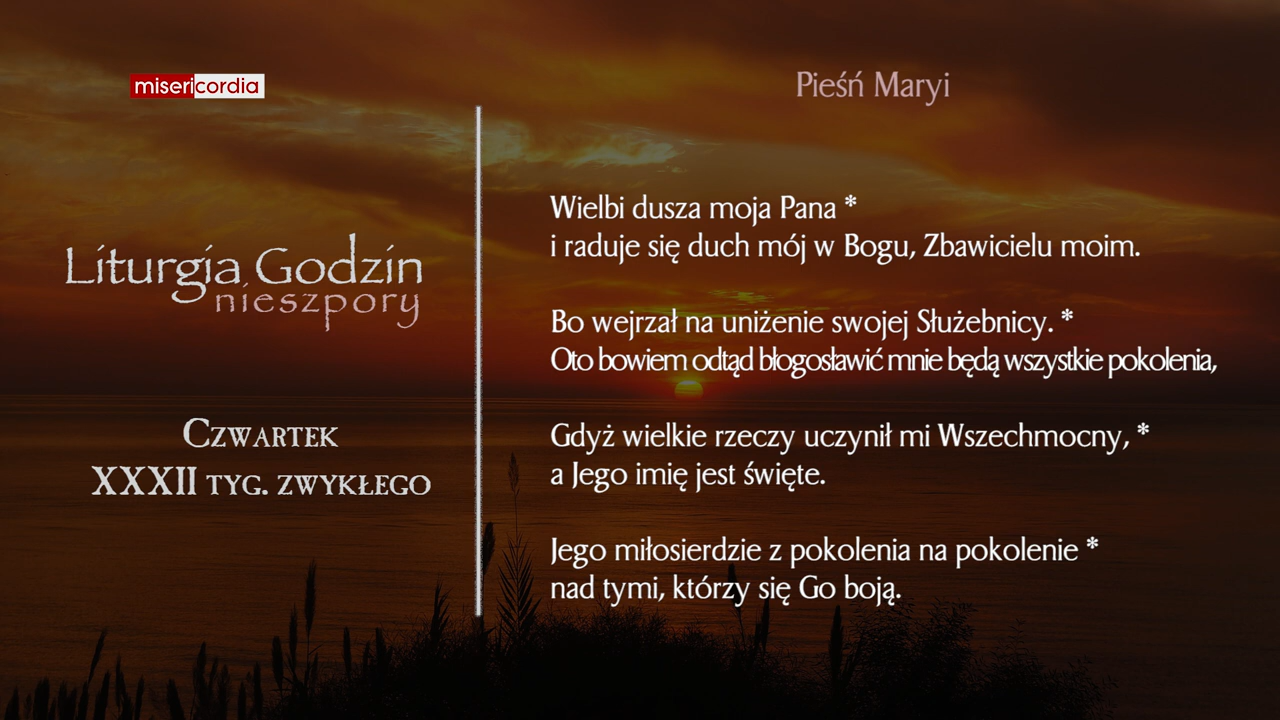 misericordia
Liturgia Godzin
nieszpory
Czwartek
XXXII tyg. zwykłego
Pieśń Maryi
Wielbi dusza moja Pana *
i raduje się duch mój w Bogu, Zbawicielu moim.
Bo wejrzał na uniżenie swojej Służebnicy. *
Oto bowiem odtąd błogosławić mnie będą wszystkie pokolenia,
Gdyż wielkie rzeczy uczynił mi Wszechmocny, *
a Jego imię jest święte.
Jego miłosierdzie z pokolenia na pokolenie *
nad tymi, którzy się Go boją.